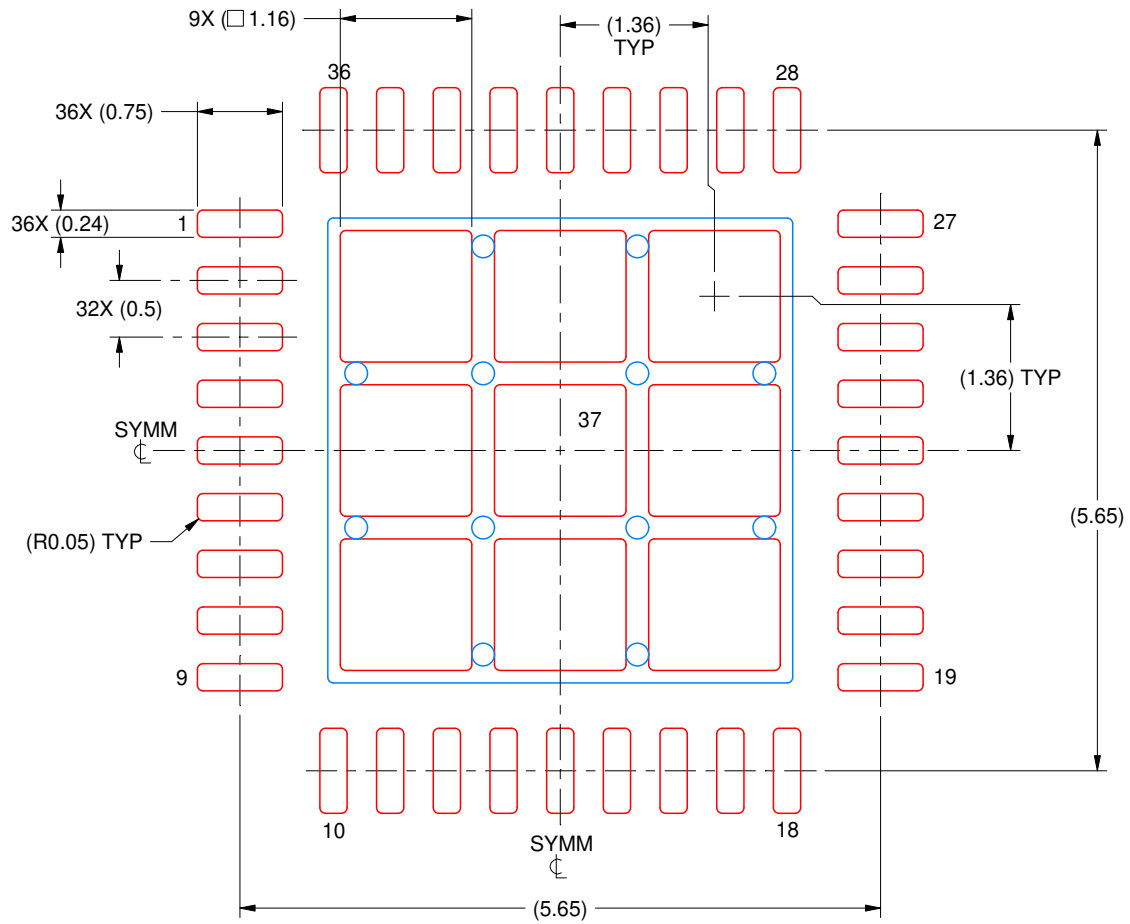 9X (□ 1.16)
(1.36)
TYP
36
28
36X (0.75)
36X (0.24)
1
27
32X (0.5)
(1.36) TYP
37
SYMM
℄
(5.65)
(R0.05) TYP
9
19
10
18
SYMM
℄
(5.65)